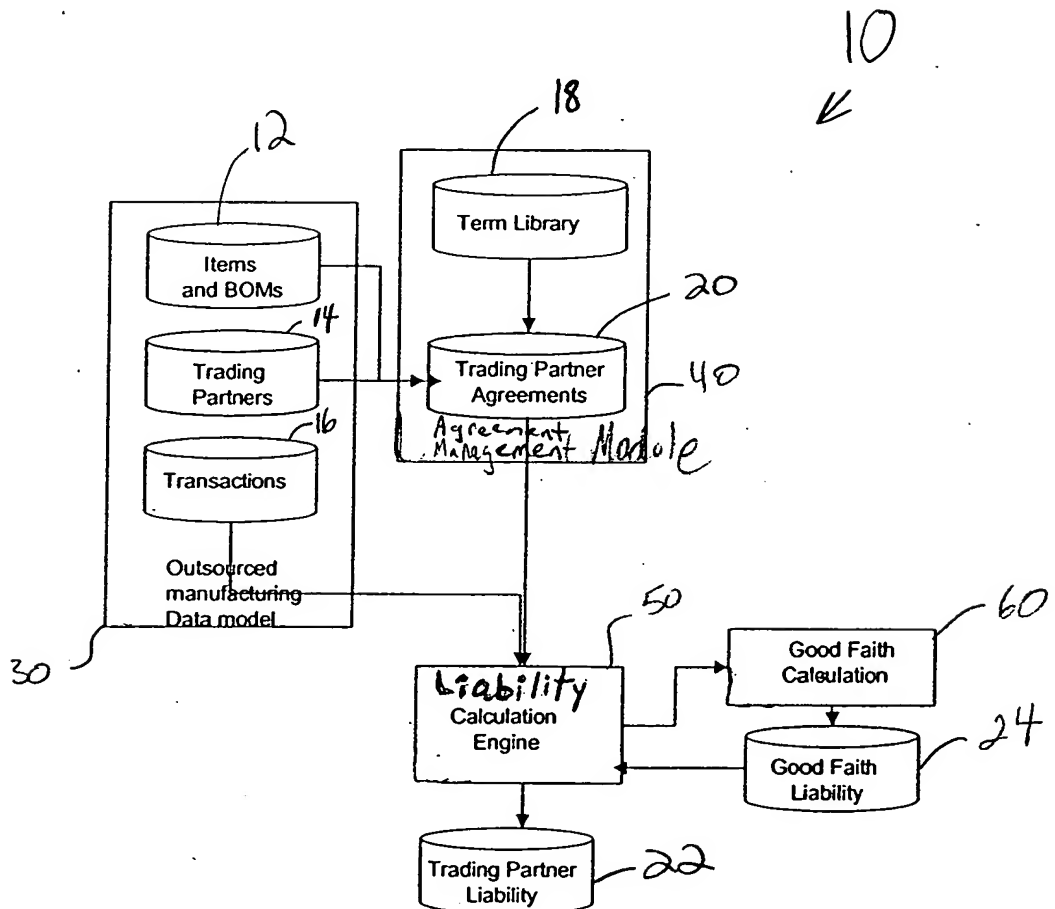 10
18
12
Term Library
Items
and BOMs
20
14
Trading
Partners
Trading Partner
Agreements
40
16
Agreement
Management Module
Transactions
Outsourced
manufacturing
Data model
30
50
60
Good Faith
Calculation
Liability
Calculation
Engine
24
Good Faith
Liability
Trading Partner
Liability
22